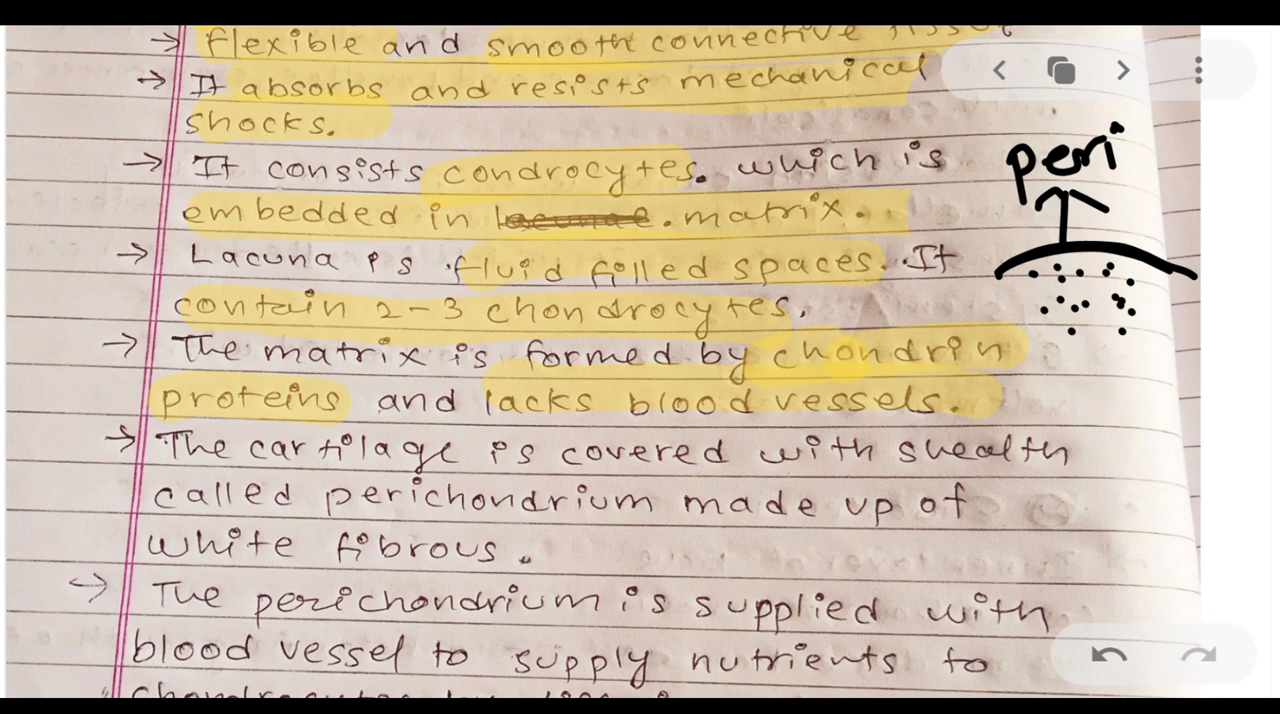 → flexible and smooth connective
→ It absorbs and resists mechanical
shocks.
→ It consists condrocytes. which is
embedded in lacunae. matrix.
peri
→ Lacuna is fluid filled spaces. It
contain 2-3 chondrocytes.
→ The matrix is formed by chondrin
proteins and lacks blood vessels.
→ The cartilage is covered with shealth
called perichondrium made up of
white fibrous.
→ The perichondrium is supplied with
blood vessel to supply nutrients to